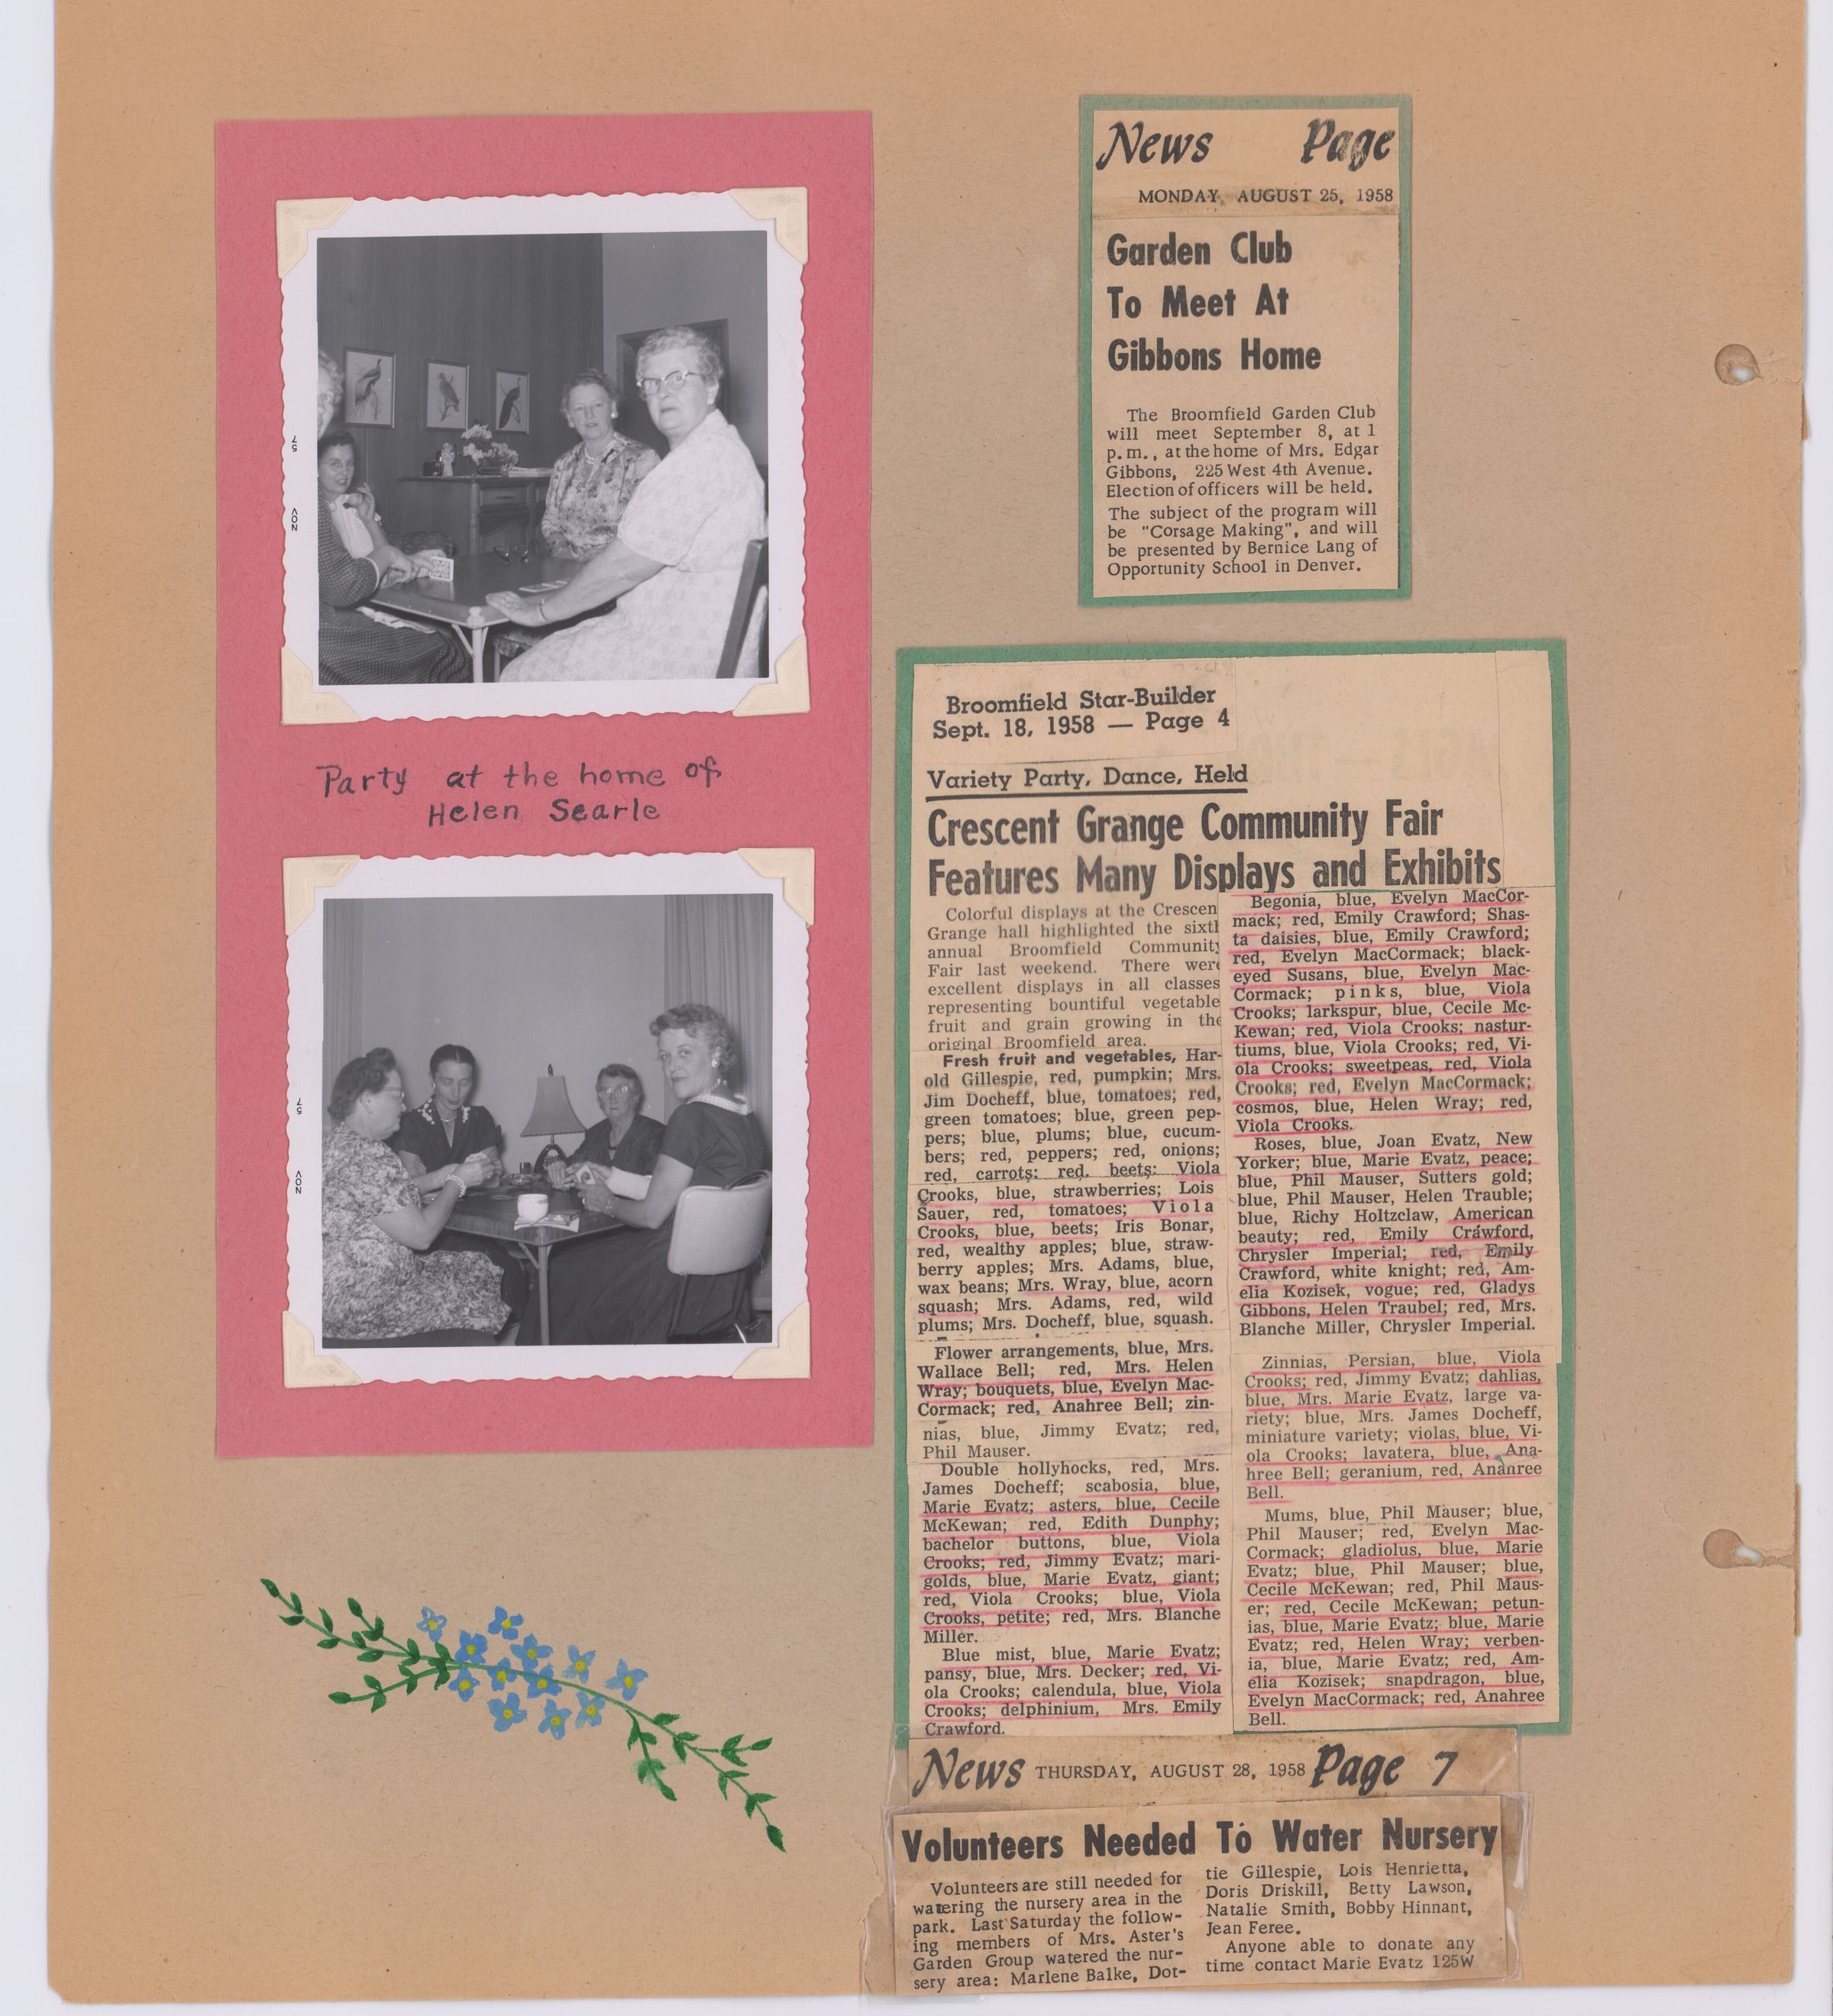 57
NOV
Party at the home of
Helen Searle
57
NOV
News Page
MONDAY, AUGUST 25, 1958
Garden Club
To Meet At
Gibbons Home
The Broomfield Garden Club
will meet September 8, at 1
p.m., at the home of Mrs. Edgar
Gibbons, 225 West 4th Avenue.
Election of officers will be held.
The subject of the program will
be "Corsage Making", and will
be presented by Bernice Lang of
Opportunity School in Denver.
Broomfield Star-Builder
Sept. 18, 1958 — Page 4
Variety Party, Dance, Held
Crescent Grange Community Fair
Features Many Displays and Exhibits
Colorful displays at the Crescen
Grange hall highlighted the sixth
annual Broomfield Community
Fair last weekend. There were
excellent displays in all classes
representing bountiful vegetable
fruit and grain growing in the
original Broomfield area.
Fresh fruit and vegetables, Har-
old Gillespie, red, pumpkin; Mrs.
Jim Docheff, blue, tomatoes; red,
green tomatoes; blue, green pep-
pers; blue, plums; blue, cucum-
bers; red, peppers; red, onions;
red, carrots; red, beets; Viola
Crooks, blue, strawberries; Lois
Sauer, red, tomatoes; Viola
Crooks, blue, beets; Iris Bonar,
red, wealthy apples; blue, straw-
berry apples; Mrs. Adams, blue,
wax beans; Mrs. Wray, blue, acorn
squash; Mrs. Adams, red, wild
plums; Mrs. Docheff, blue, squash.
Flower arrangements, blue, Mrs.
Wallace Bell; red, Mrs. Helen
Wray; bouquets, blue, Evelyn Mac-
Cormack; red, Anahree Bell; zin-
nias, blue, Jimmy Evatz; red,
Phil Mauser.
Double hollyhocks, red, Mrs.
James Docheff; scabosia, blue,
Marie Evatz; asters, blue, Cecile
McKewan; red, Edith Dunphy;
bachelor buttons, blue, Viola
Crooks; red, Jimmy Evatz; mari-
golds, blue, Marie Evatz, giant;
red, Viola Crooks; blue, Viola
Crooks, petite; red, Mrs. Blanche
Miller.
Blue mist, blue, Marie Evatz;
pansy, blue, Mrs. Decker; red, Vi-
ola Crooks; calendula, blue, Viola
Crooks; delphinium, Mrs. Emily
Crawford.
Begonia, blue, Evelyn MacCor-
mack; red, Emily Crawford; Shas-
ta daisies, blue, Emily Crawford;
red, Evelyn MacCormack; black-
eyed Susans, blue, Evelyn Mac-
Cormack; pinks, blue, Viola
Crooks; larkspur, blue, Cecile Mc-
Kewan; red, Viola Crooks; nastur-
tiums, blue, Viola Crooks; red, Vi-
ola Crooks; sweetpeas, red, Viola
Crooks; red, Evelyn MacCormack;
cosmos, blue, Helen Wray; red,
Viola Crooks.
Roses, blue, Joan Evatz, New
Yorker; blue, Marie Evatz, peace;
blue, Phil Mauser, Sutters gold;
blue, Phil Mauser, Helen Trauble;
blue, Richy Holtzclaw, American
beauty; red, Emily Crawford,
Chrysler Imperial; red, Emily
Crawford, white knight; red, Am-
elia Kozisek, vogue; red, Gladys
Gibbons, Helen Traubel; red, Mrs.
Blanche Miller, Chrysler Imperial.
Zinnias, Persian, blue, Viola
Crooks; red, Jimmy Evatz; dahlias,
blue, Mrs. Marie Evatz, large va-
riety; blue, Mrs. James Docheff,
miniature variety; violas, blue, Vi-
ola Crooks; lavatera, blue, Ana-
hree Bell; geranium, red, Anahree
Bell.
Mums, blue, Phil Mauser; blue,
Phil Mauser; red, Evelyn Mac-
Cormack; gladiolus, blue, Marie
Evatz; blue, Phil Mauser; blue,
Cecile McKewan; red, Phil Maus-
er; red, Cecile McKewan; petun-
ias, blue, Marie Evatz; blue, Marie
Evatz; red, Helen Wray; verben-
ia, blue, Marie Evatz; red, Am-
elia Kozisek; snapdragon, blue,
Evelyn MacCormack; red, Anahree
Bell.
News THURSDAY, AUGUST 28, 1958 Page 7
Volunteers Needed To Water Nursery
Volunteers are still needed for
watering the nursery area in the
park. Last Saturday the follow-
ing members of Mrs. Aster's
Garden Group watered the nur-
sery area: Marlene Balke, Dot-
tie Gillespie, Lois Henrietta,
Doris Driskill, Betty Lawson,
Natalie Smith, Bobby Hinnant,
Jean Feree.
Anyone able to donate any
time contact Marie Evatz 125W